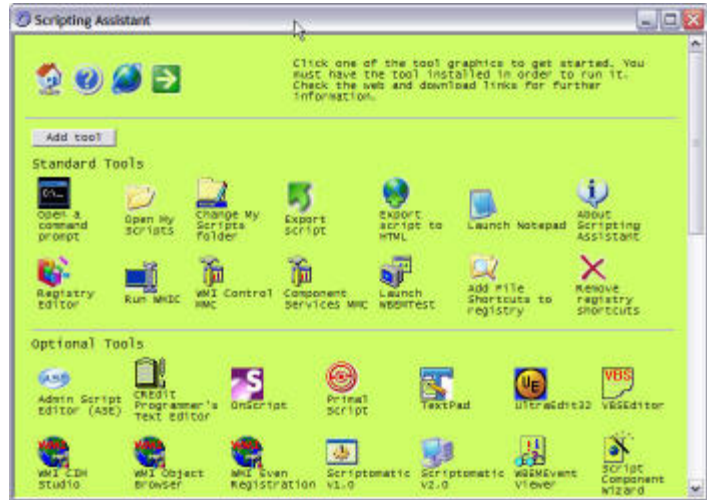 Scripting Assistant
Click one of the tool graphics to get started. You
must have the tool installed in order to run it.
Check the web and download links for further
information.
Add tool
Standard Tools
Open a
command
prompt
Open My
Scripts
Change My
Scripts
folder
Export
script
Export
script to
HTML
Launch Notepad
About
Scripting
Assistant
Registry
Editor
Run WMIC
WMI Control
MMC
Component
Services MMC
Launch
WBEMTest
Add File
Shortcuts to
registry
Remove
registry
shortcuts
Optional Tools
Admin Script
Editor (ASE)
CREdit
Programmer's
Text Editor
OnScript
Primal
Script
TextPad
UltraEdit32
VBS
VBSEditor
WMI CIM
Studio
WMI Object
Browser
WMI Even
Registration
Scriptomatic
v1.0
Scriptomatic
v2.0
WBEMEvent
Viewer
Script
Component
Wizard